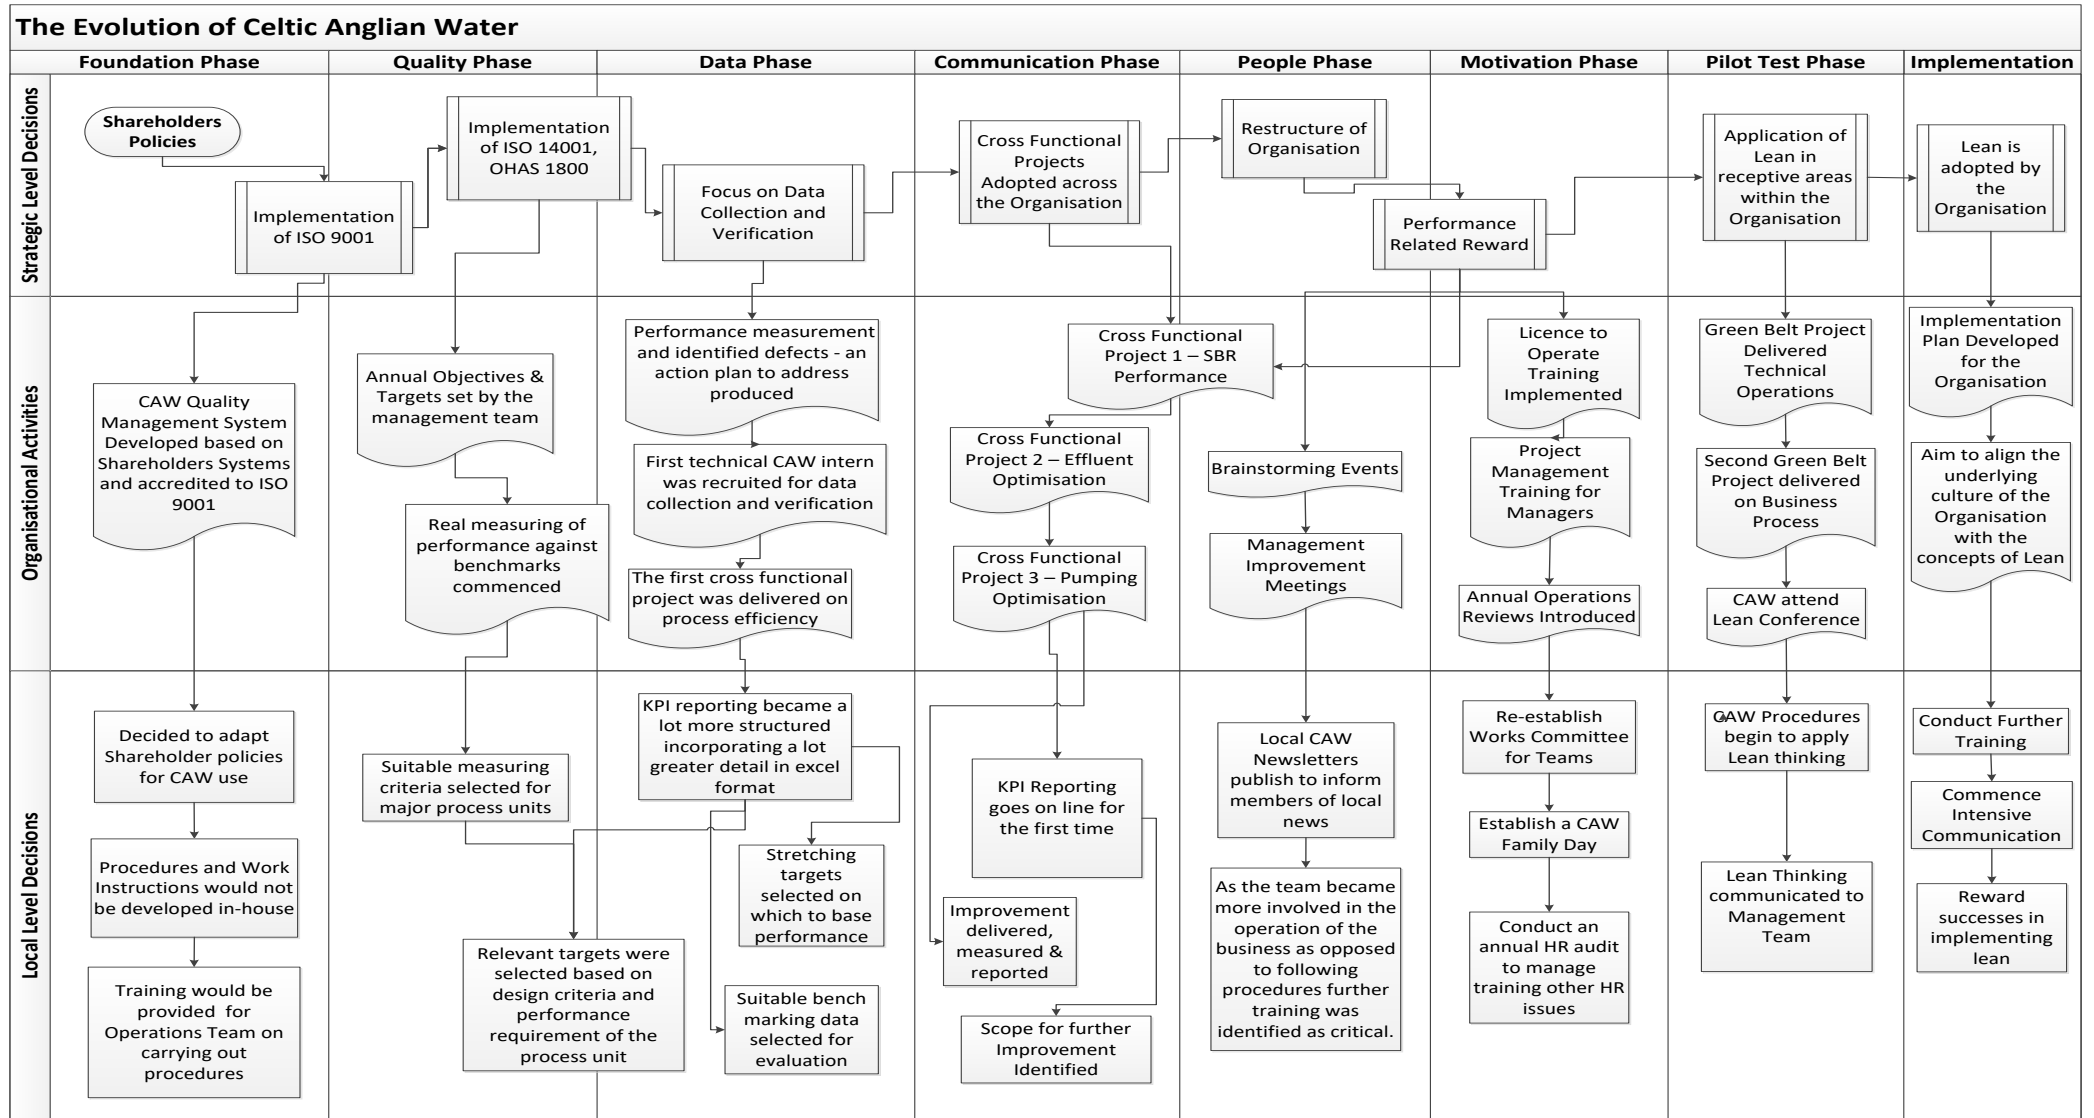 The Evolution of Celtic Anglian Water
Foundation Phase
Quality Phase
Data Phase
Communication Phase
People Phase
Motivation Phase
Pilot Test Phase
Implementation
Strategic Level Decisions
Shareholders
Policies
Implementation
of ISO 9001
Implementation
of ISO 14001,
OHAS 1800
Focus on Data
Collection and
Verification
Cross Functional
Projects
Adopted across
the Organisation
Restructure of
Organisation
Performance
Related Reward
Application of
Lean in
receptive areas
within the
Organisation
Lean is
adopted by
the
Organisation
Organisational Activities
CAW Quality
Management System
Developed based on
Shareholders Systems
and accredited to ISO
9001
Annual Objectives &
Targets set by the
management team
Real measuring of
performance against
benchmarks
commenced
Performance measurement
and identified defects - an
action plan to address
produced
First technical CAW intern
was recruited for data
collection and verification
The first cross functional
project was delivered on
process efficiency
Cross Functional
Project 1 – SBR
Performance
Cross Functional
Project 2 – Effluent
Optimisation
Cross Functional
Project 3 – Pumping
Optimisation
Brainstorming Events
Management
Improvement
Meetings
Licence to
Operate
Training
Implemented
Project
Management
Training for
Managers
Annual Operations
Reviews Introduced
Green Belt Project
Delivered
Technical
Operations
Second Green Belt
Project delivered
on Business
Process
CAW attend
Lean Conference
Implementation
Plan Developed
for the
Organisation
Aim to align the
underlying
culture of the
Organisation
with the
concepts of Lean
Local Level Decisions
Decided to adapt
Shareholder policies
for CAW use
Procedures and Work
Instructions would not
be developed in-house
Training would be
provided for
Operations Team on
carrying out
procedures
Suitable measuring
criteria selected for
major process units
Relevant targets were
selected based on
design criteria and
performance
requirement of the
process unit
KPI reporting became a
lot more structured
incorporating a lot
greater detail in excel
format
Stretching
targets
selected on
which to base
performance
Suitable bench
marking data
selected for
evaluation
KPI Reporting
goes on line for
the first time
Improvement
delivered,
measured &
reported
Scope for further
Improvement
Identified
Local CAW
Newsletters
publish to inform
members of local
news
As the team became
more involved in the
operation of the
business as opposed
to following
procedures further
training was
identified as critical.
Re-establish
Works Committee
for Teams
Establish a CAW
Family Day
Conduct an
annual HR audit
to manage
training other HR
issues
CAW Procedures
begin to apply
Lean thinking
Lean Thinking
communicated to
Management
Team
Conduct Further
Training
Commence
Intensive
Communication
Reward
successes in
implementing
lean